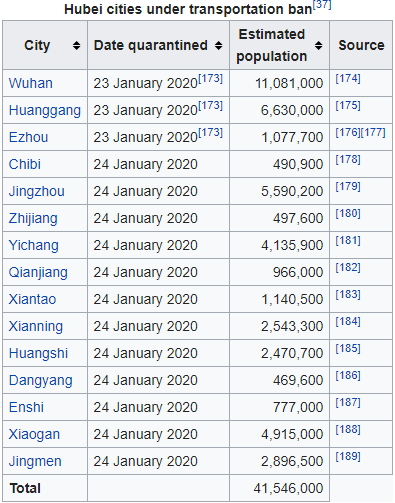 Hubei cities under transportation ban[37]
City Date quarantined Estimated population Source
Wuhan 23 January 2020[173] 11,081,000 [174]
Huanggang 23 January 2020[173] 6,630,000 [175]
Ezhou 23 January 2020[173] 1,077,700 [176][177]
Chibi 24 January 2020 490,900 [178]
Jingzhou 24 January 2020 5,590,200 [179]
Zhijiang 24 January 2020 497,600 [180]
Yichang 24 January 2020 4,135,900 [181]
Qianjiang 24 January 2020 966,000 [182]
Xiantao 24 January 2020 1,140,500 [183]
Xianning 24 January 2020 2,543,300 [184]
Huangshi 24 January 2020 2,470,700 [185]
Dangyang 24 January 2020 469,600 [186]
Enshi 24 January 2020 777,000 [187]
Xiaogan 24 January 2020 4,915,000 [188]
Jingmen 24 January 2020 2,896,500 [189]
Total 41,546,000